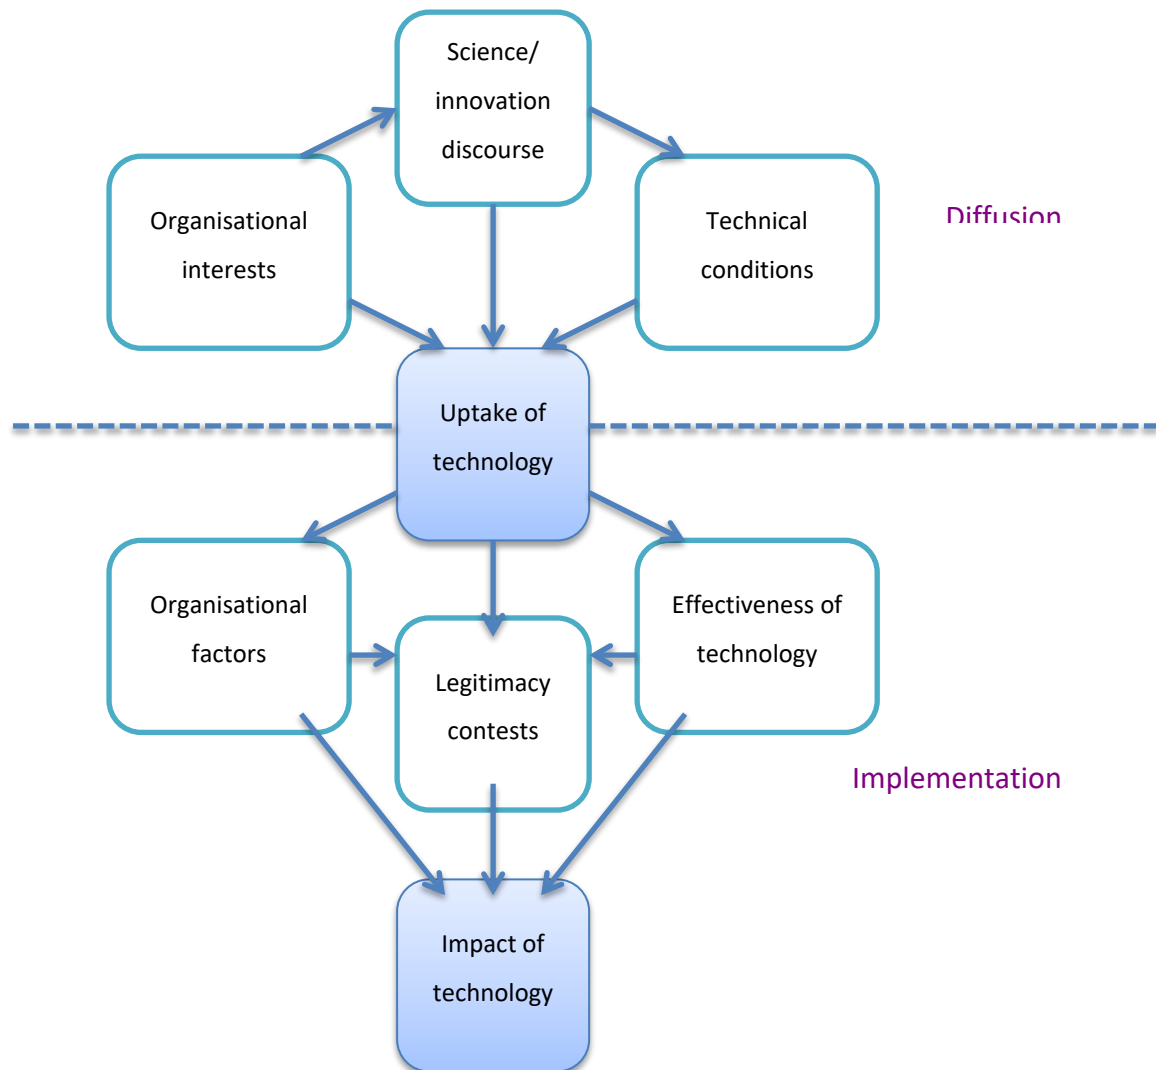 Science/
innovation
discourse
Organisational
interests
Technical
conditions
Diffusion
Uptake of
technology
Organisational
factors
Effectiveness of
technology
Legitimacy
contests
Implementation
Impact of
technology